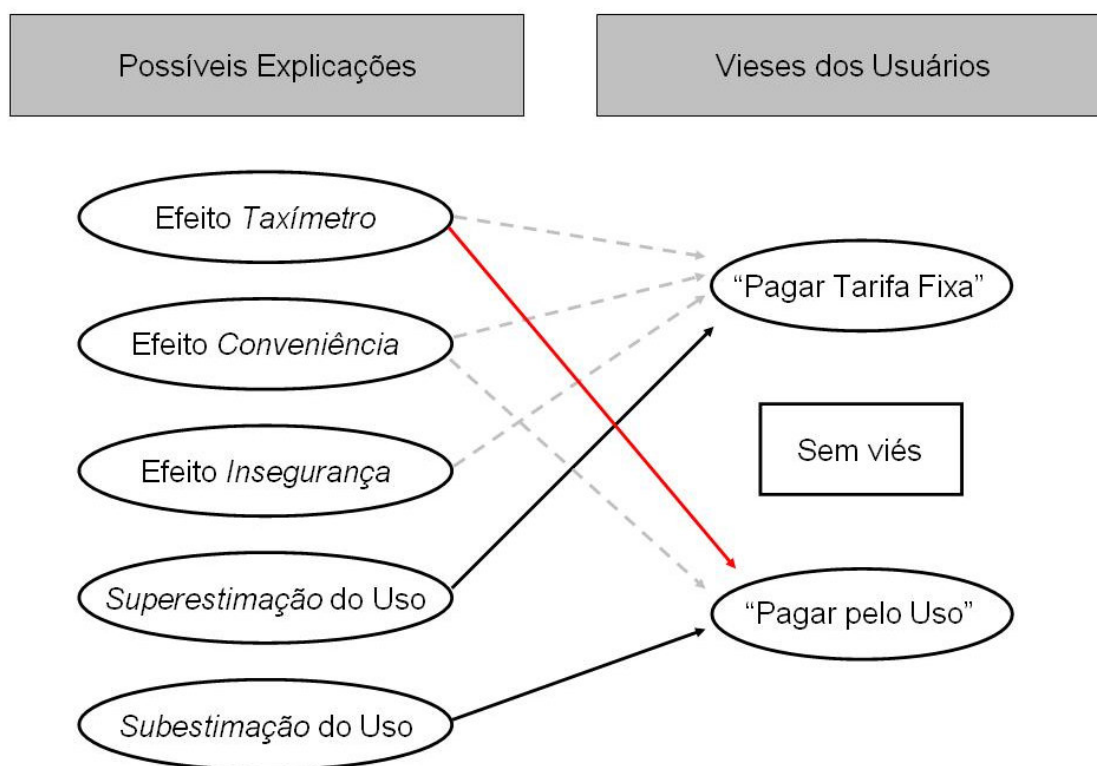 Possíveis Explicações
Vieses dos Usuários
Efeito Taxímetro
Efeito Conveniência
Efeito Insegurança
Superestimação do Uso
Subestimação do Uso
“Pagar Tarifa Fixa”
Sem viés
“Pagar pelo Uso”